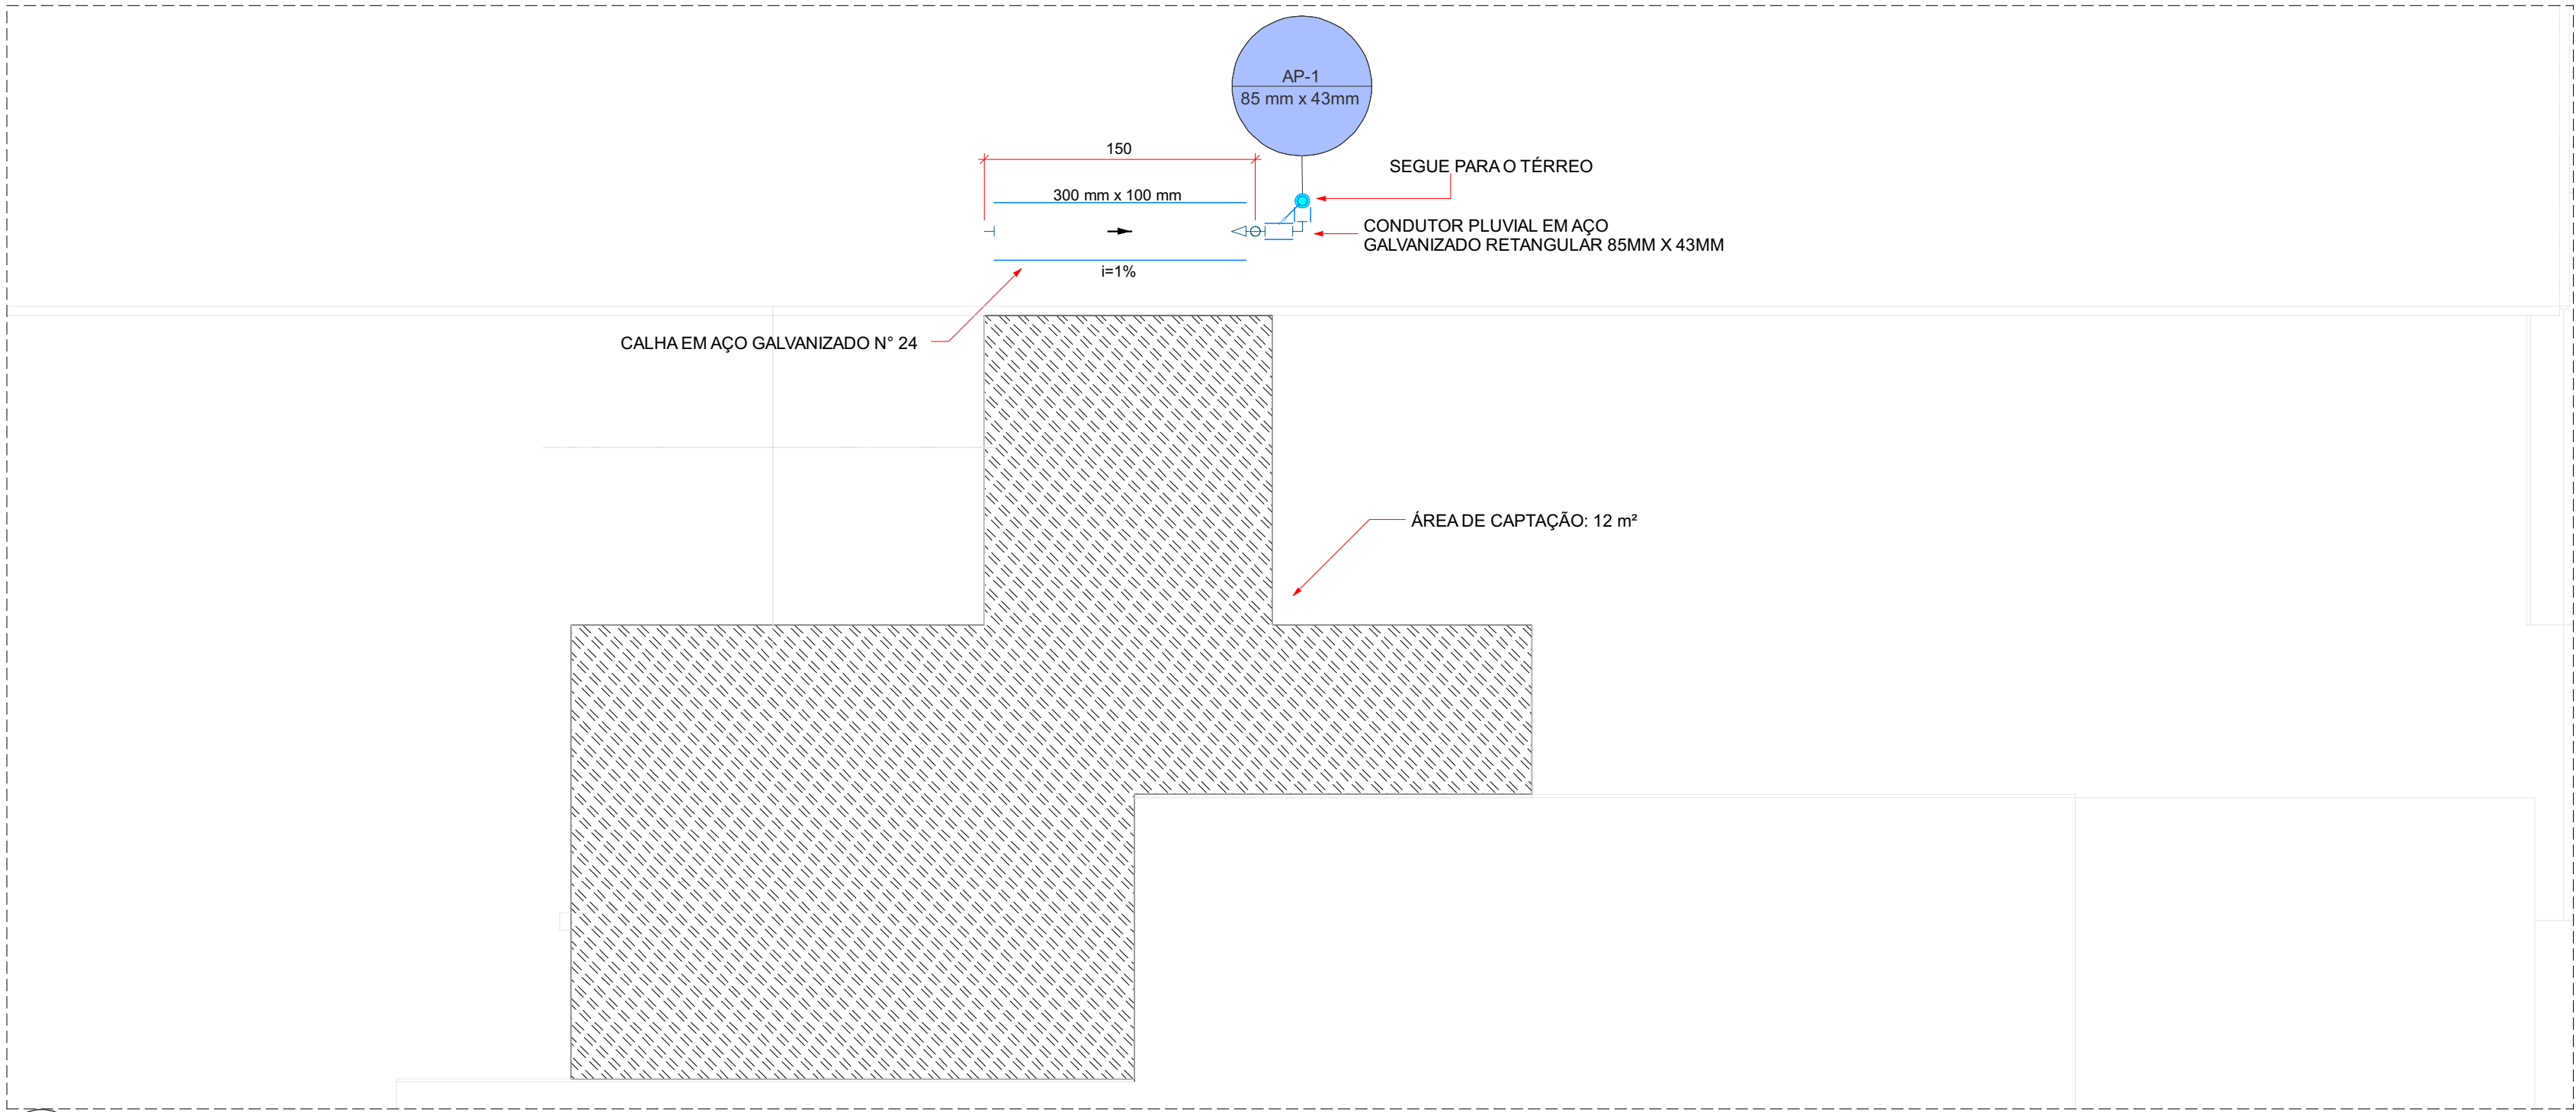 AP-1
85 mm x 43mm
150
SEGUE PARA O TÉRREO
300 mm x 100 mm
CONDUTOR PLUVIAL EM AÇO
GALVANIZADO RETANGULAR 85MM X 43MM
i=1%
CALHA EM AÇO GALVANIZADO N° 24
ÁREA DE CAPTAÇÃO: 12 m²